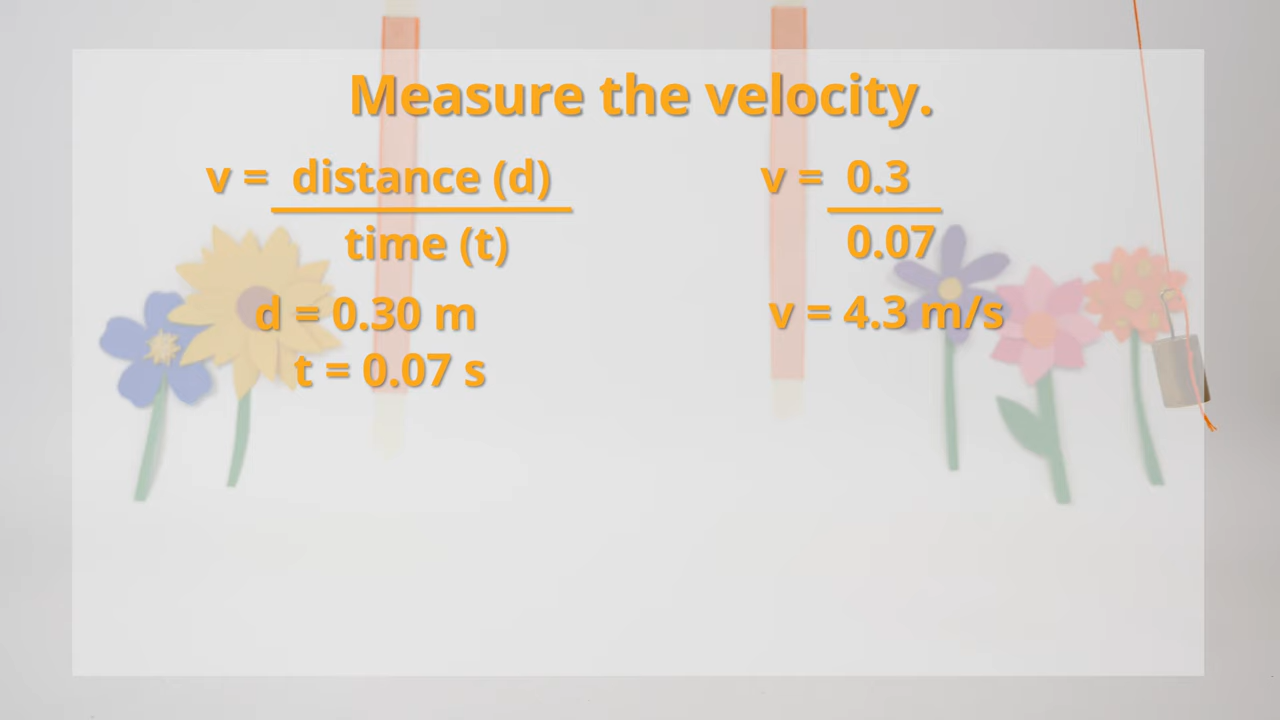 Measure the velocity.
v = distance (d)
time (t)
d = 0.30 m
t = 0.07 s
v = 0.3
0.07
v = 4.3 m/s